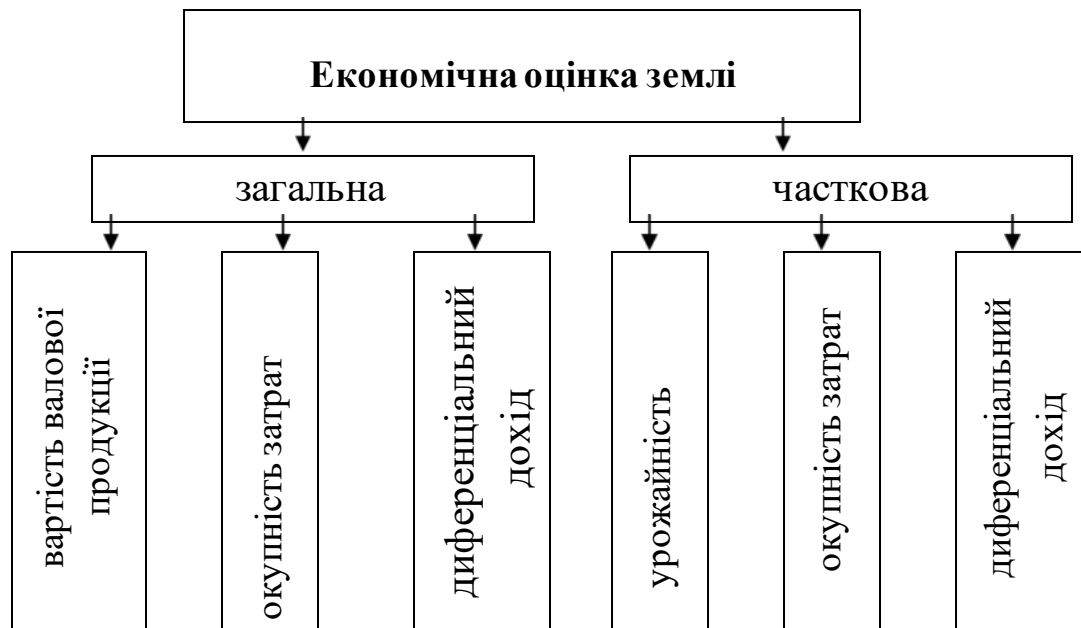 Економічна оцінка землі
загальна
часткова
вартість валової
продукції
окупність затрат
диференціальний
дохід
урожайність
окупність затрат
диференціальний
дохід